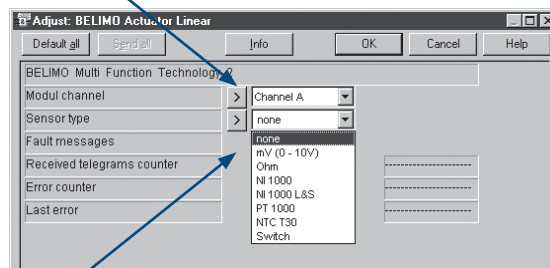 Adjust: BELIMO Actuator Linear
Default all Send all Info OK Cancel Help
BELIMO Multi Function Technology 2
Modul channel > Channel A
Sensor type > none
none
Fault messages
mV (0 - 10V)
Ohm
Received telegrams counter
NI 1000
Error counter
NI 1000 L&S
PT 1000
Last error
NTC T30
Switch